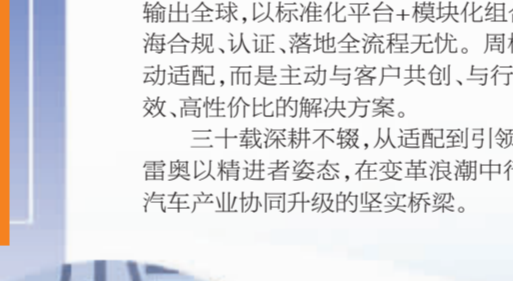 输出全球,以标准化平台+模块化组
海合规、认证、落地全流程无忧。周
动适配,而是主动与客户共创、与行
效、高性价比的解决方案。
三十载深耕不辍,从适配到引领
雷奥以精进者姿态,在变革浪潮中
汽车产业协同升级的坚实桥梁。